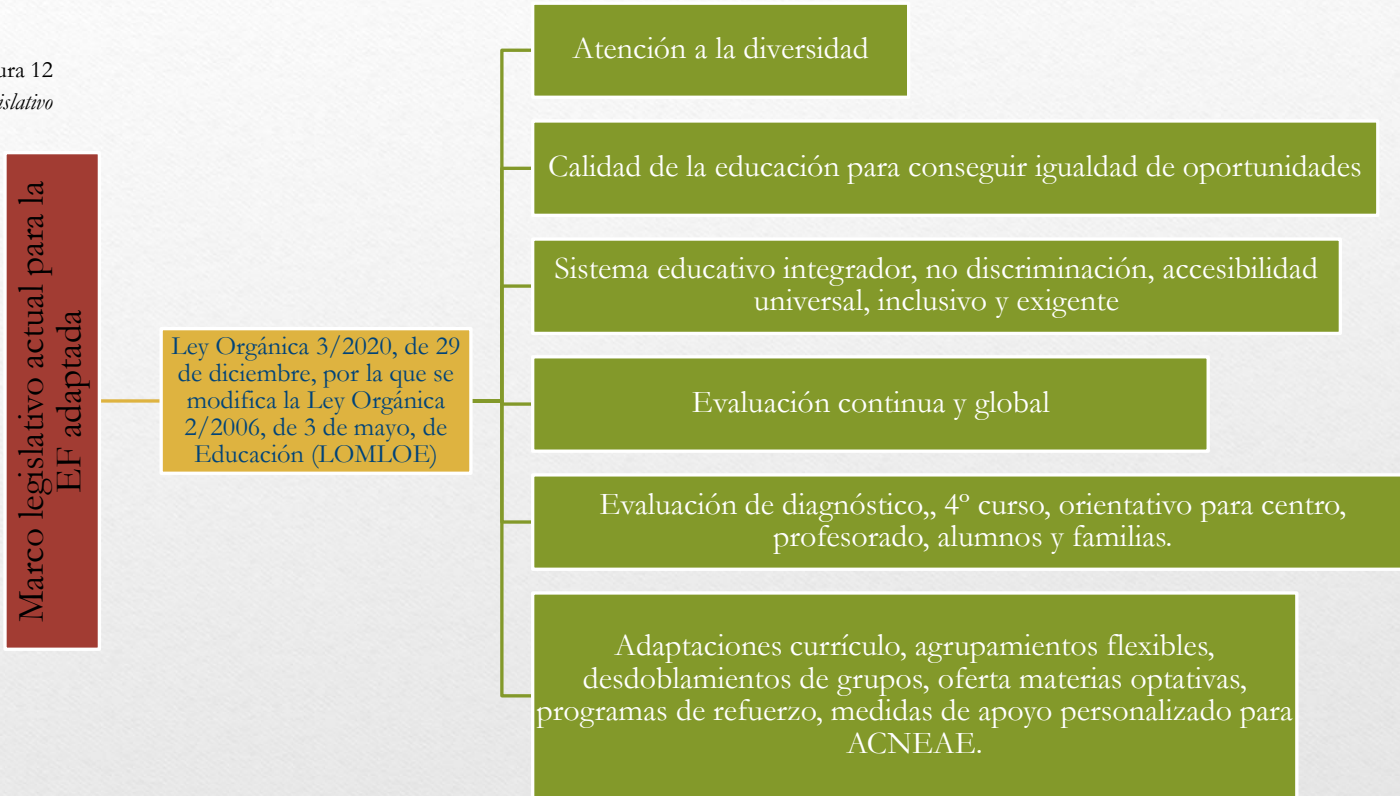 12
Marco legislativo actual para la
EF adaptada
Ley Orgánica 3/2020, de 29
de diciembre, por la que se
modifica la Ley Orgánica
2/2006, de 3 de mayo, de
Educación (LOMLOE)
Atención a la diversidad
Calidad de la educación para conseguir igualdad de oportunidades
Sistema educativo integrador, no discriminación, accesibilidad
universal, inclusivo y exigente
Evaluación continua y global
Evaluación de diagnóstico,, 4º curso, orientativo para centro,
profesorado, alumnos y familias.
Adaptaciones currículo, agrupamientos flexibles,
desdoblamientos de grupos, oferta materias optativas,
programas de refuerzo, medidas de apoyo personalizado para
ACNEAE.